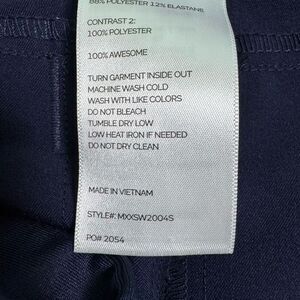 88% POLYESTER 12% ELASTANE
CONTRAST 2:
100% POLYESTER
100% AWESOME
TURN GARMENT INSIDE OUT
MACHINE WASH COLD
WASH WITH LIKE COLORS
DO NOT BLEACH
TUMBLE DRY LOW
LOW HEAT IRON IF NEEDED
DO NOT DRY CLEAN
MADE IN VIETNAM
STYLE#: MXXSW2004S
PO# 2054